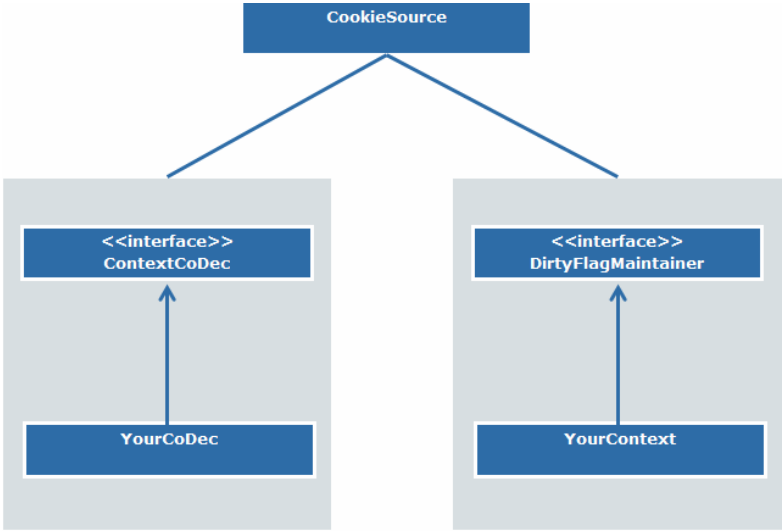 CookieSource
<<interface>>
ContextCoDec
<<interface>>
DirtyFlagMaintainer
YourCoDec
YourContext